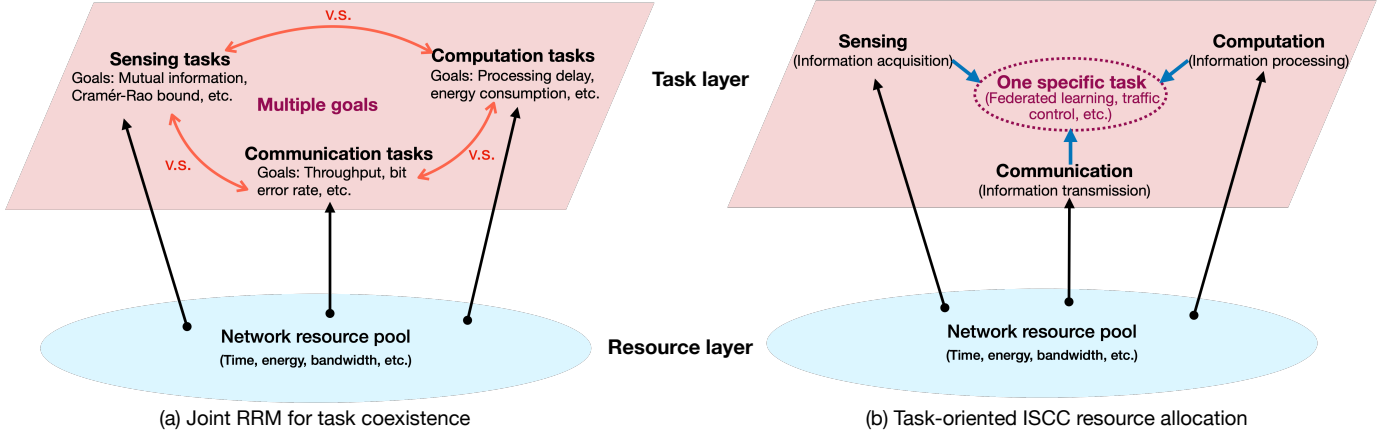 v.s.
Sensing tasks
Goals: Mutual information,
Cramér-Rao bound, etc.
Computation tasks
Goals: Processing delay,
energy consumption, etc.
Multiple goals
v.s.
v.s.
Communication tasks
Goals: Throughput, bit
error rate, etc.
Network resource pool
(Time, energy, bandwidth, etc.)
(a) Joint RRM for task coexistence
Task layer
Resource layer
Sensing
(Information acquisition)
Computation
(Information processing)
One specific task
(Federated learning, traffic
control, etc.)
Communication
(Information transmission)
Network resource pool
(Time, energy, bandwidth, etc.)
(b) Task-oriented ISCC resource allocation